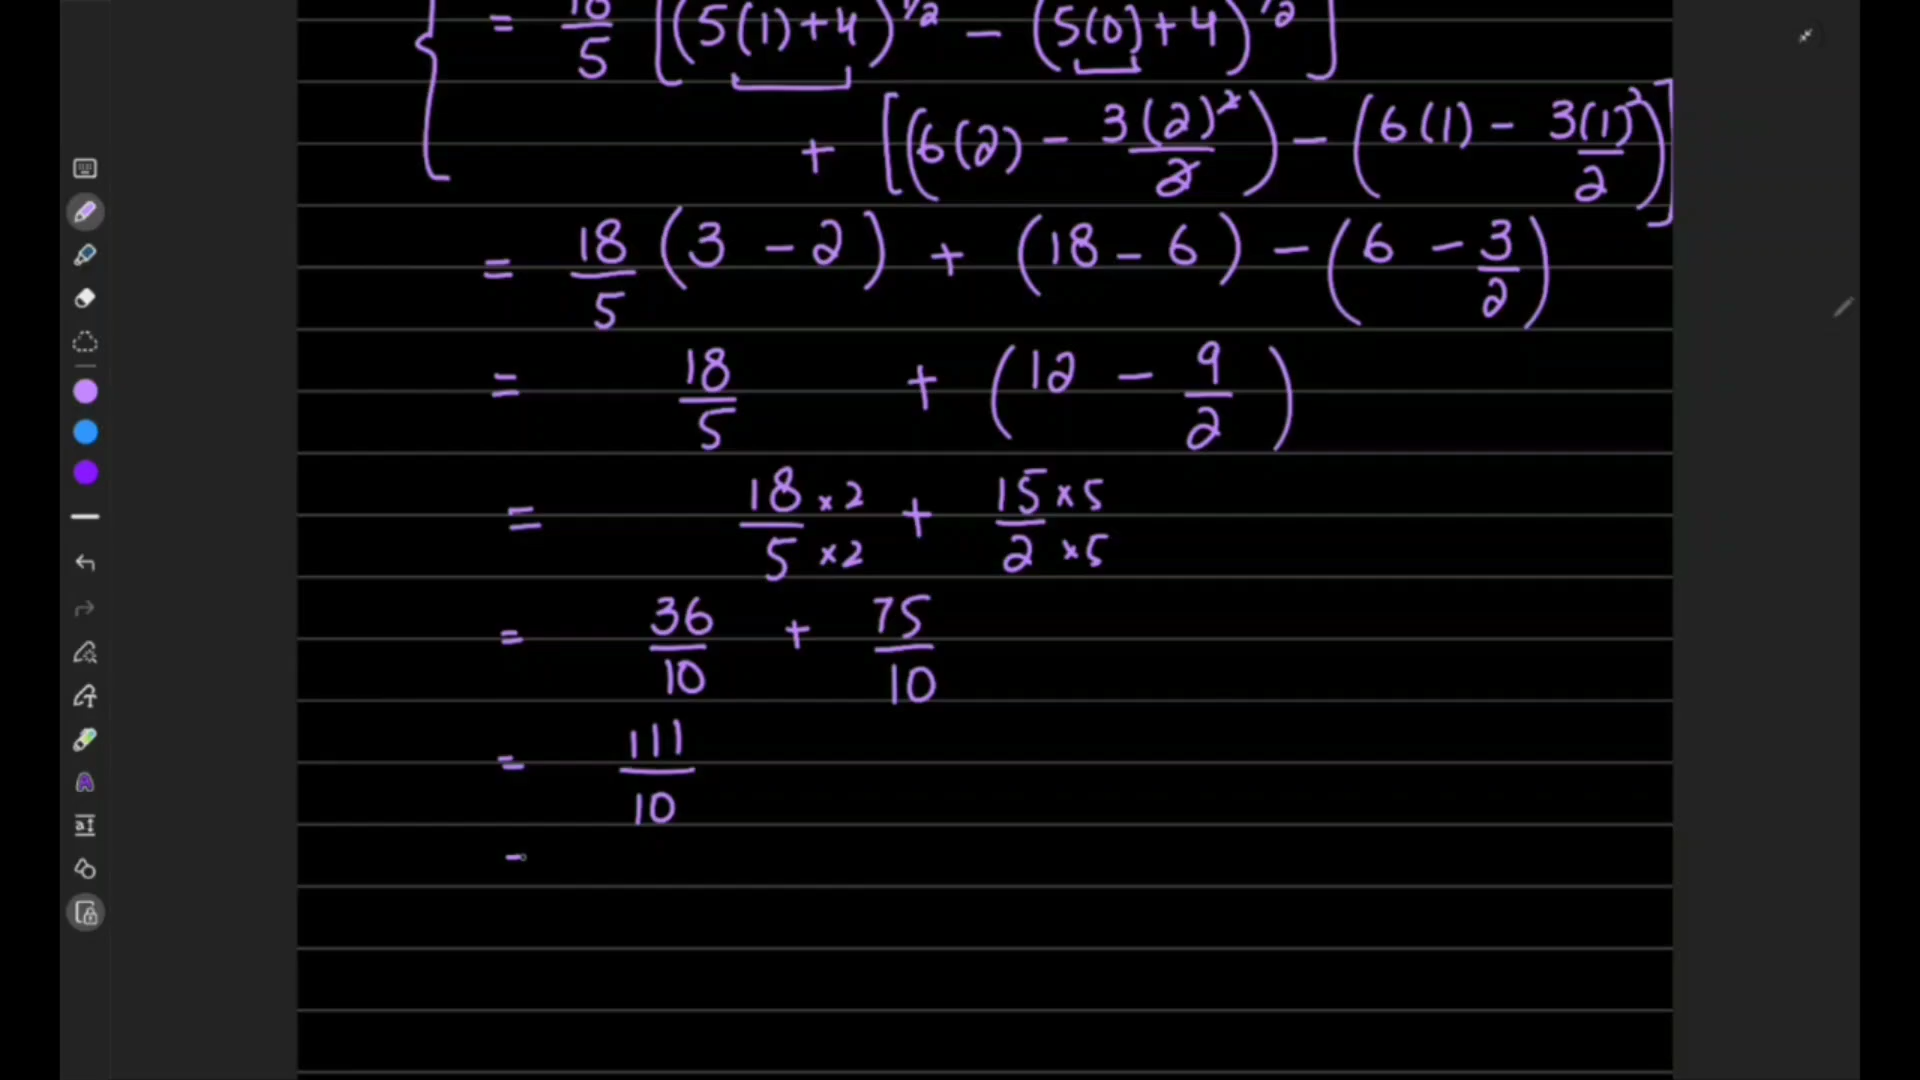 = 18/5 [(5(1)+4)^1/2 − (5(0)+4)^1/2]
+ [(6(2) − 3(2)^2/2) − (6(1) − 3(1)^2/2)]
= 18/5 (3 − 2) + (18 − 6) − (6 − 3/2)
= 18/5 + (12 − 9/2)
= 18×2/5×2 + 15×5/2×5
= 36/10 + 75/10
= 111/10
−